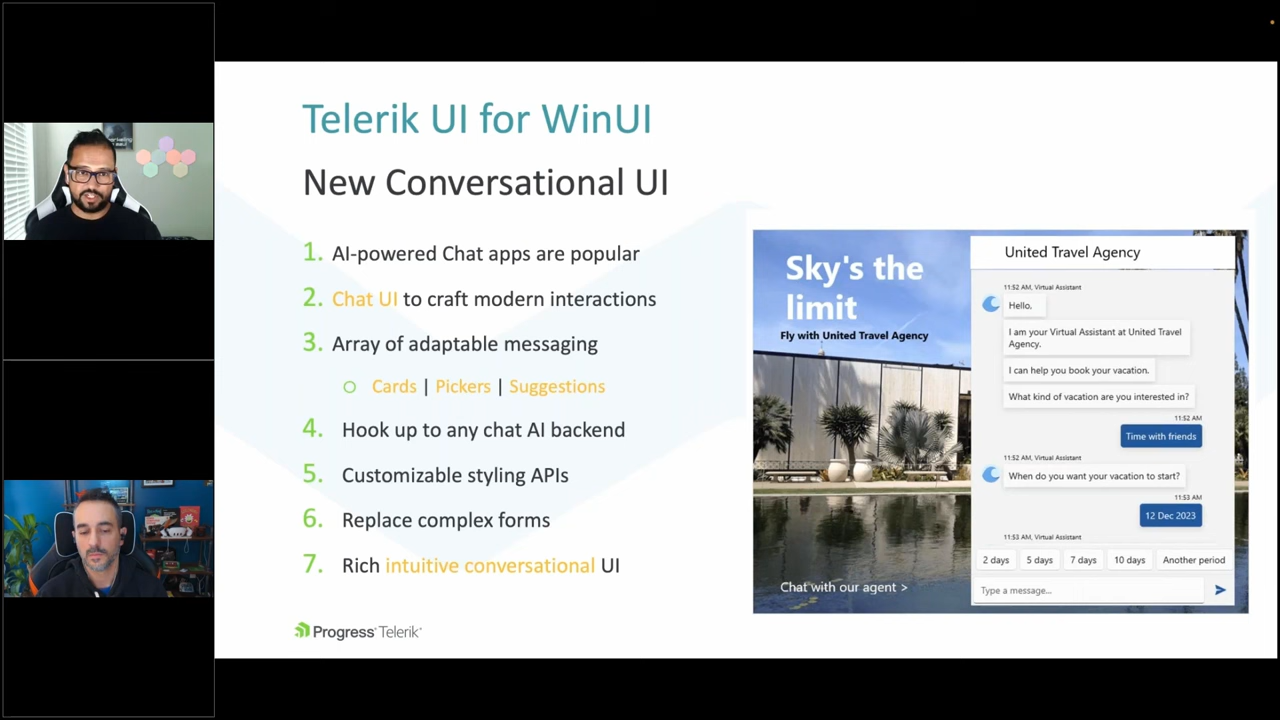 Telerik UI for WinUI
New Conversational UI
1. AI-powered Chat apps are popular
2. Chat UI to craft modern interactions
3. Array of adaptable messaging
Cards | Pickers | Suggestions
4. Hook up to any chat AI backend
5. Customizable styling APIs
6. Replace complex forms
7. Rich intuitive conversational UI
Progress Telerik
Sky's the
limit
Fly with United Travel Agency
Chat with our agent >
United Travel Agency
11:52 AM, Virtual Assistant
Hello,
I am your Virtual Assistant at United Travel
Agency.
I can help you book your vacation.
What kind of vacation are you interested in?
11:52 AM
Time with friends
11:52 AM, Virtual Assistant
When do you want your vacation to start?
11:53 AM
12 Dec 2023
11:53 AM, Virtual Assistant
2 days 5 days 7 days 10 days Another period
Type a message...